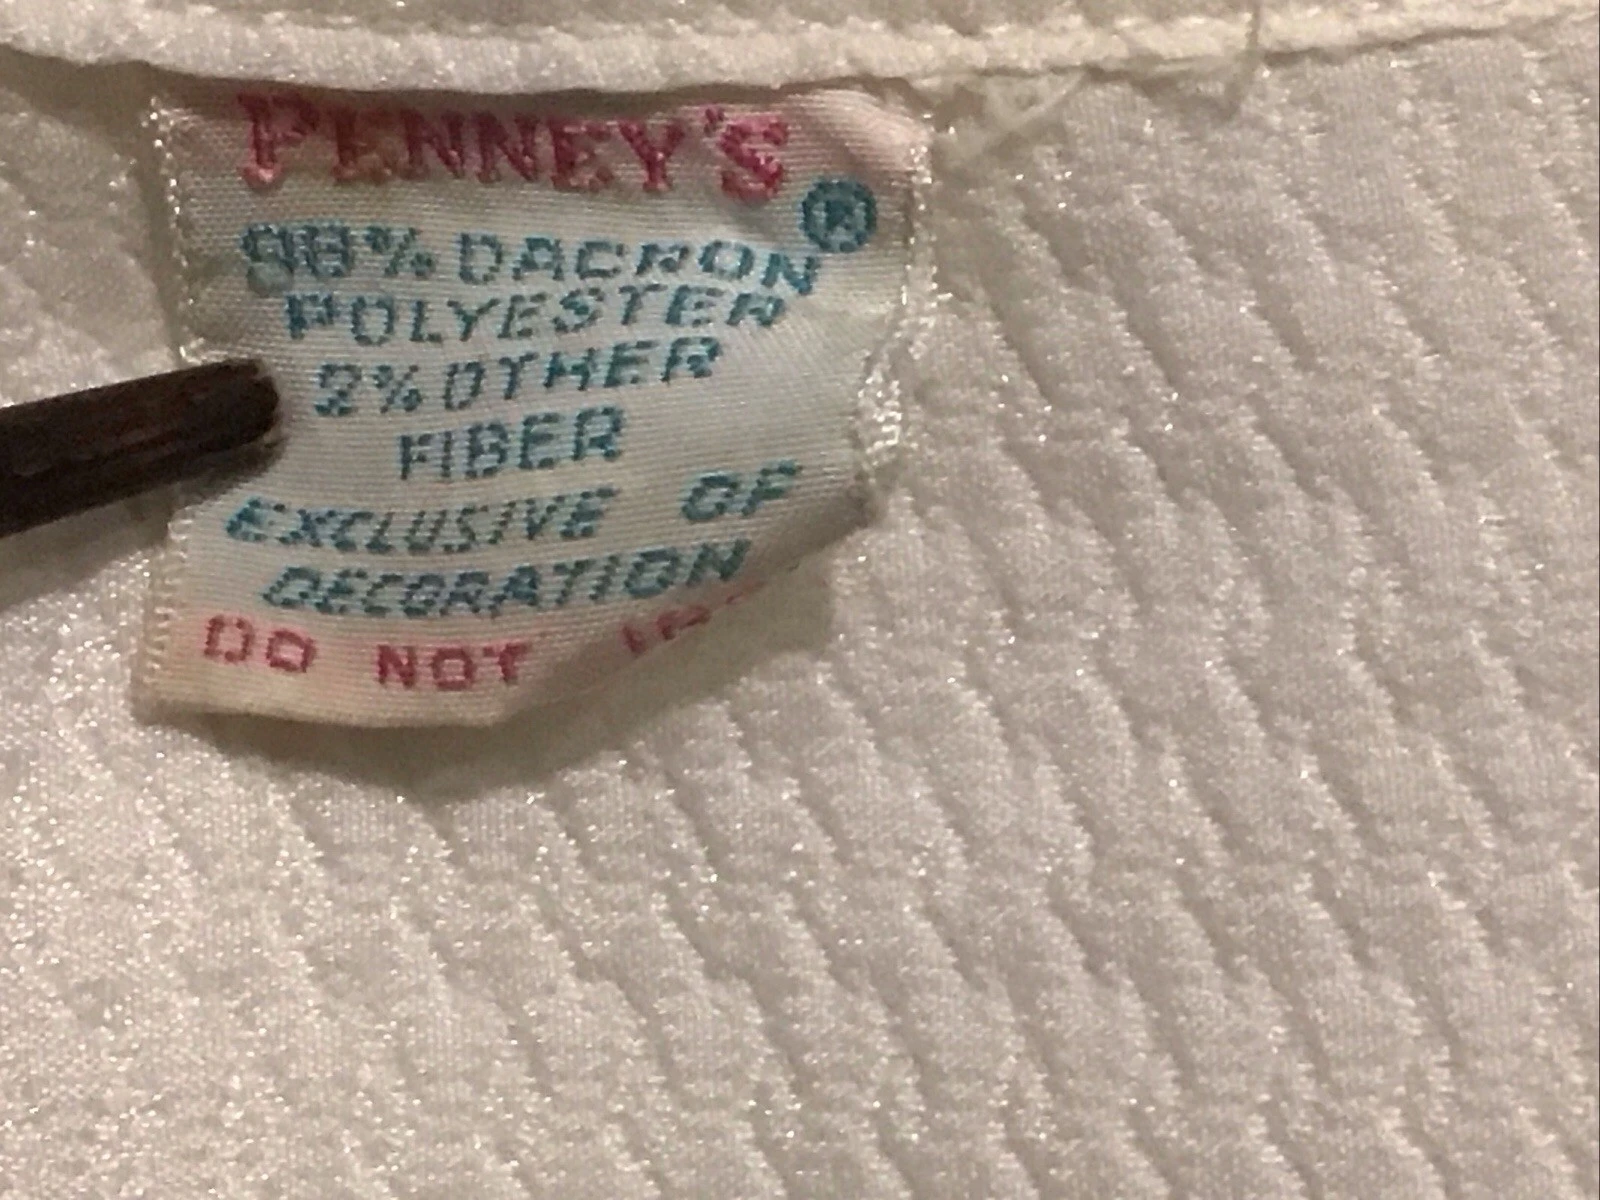 PENNEY'S
98% DACRON®
POLYESTER
2% OTHER
FIBER
EXCLUSIVE OF
DECORATION
DO NOT